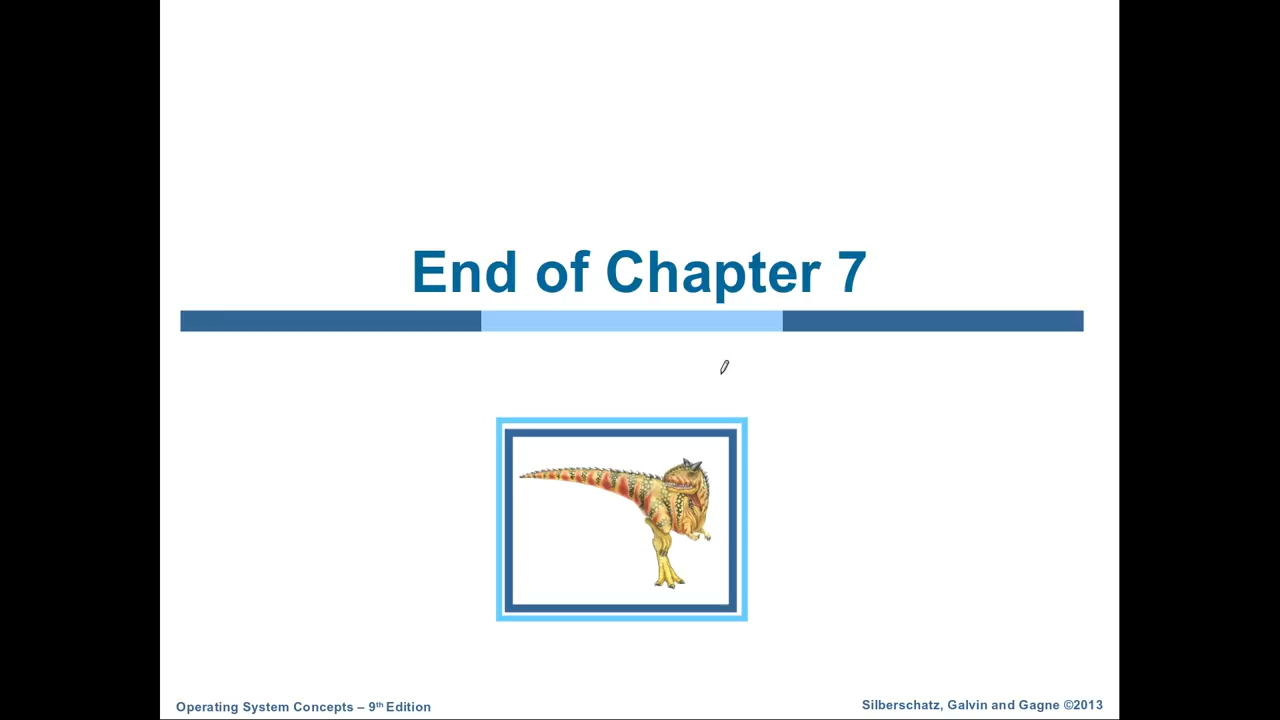 End of Chapter 7
Operating System Concepts – 9th Edition
Silberschatz, Galvin and Gagne ©2013